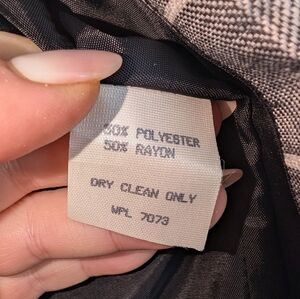 50% POLYESTER
50% RAYON
DRY CLEAN ONLY
WPL 7073